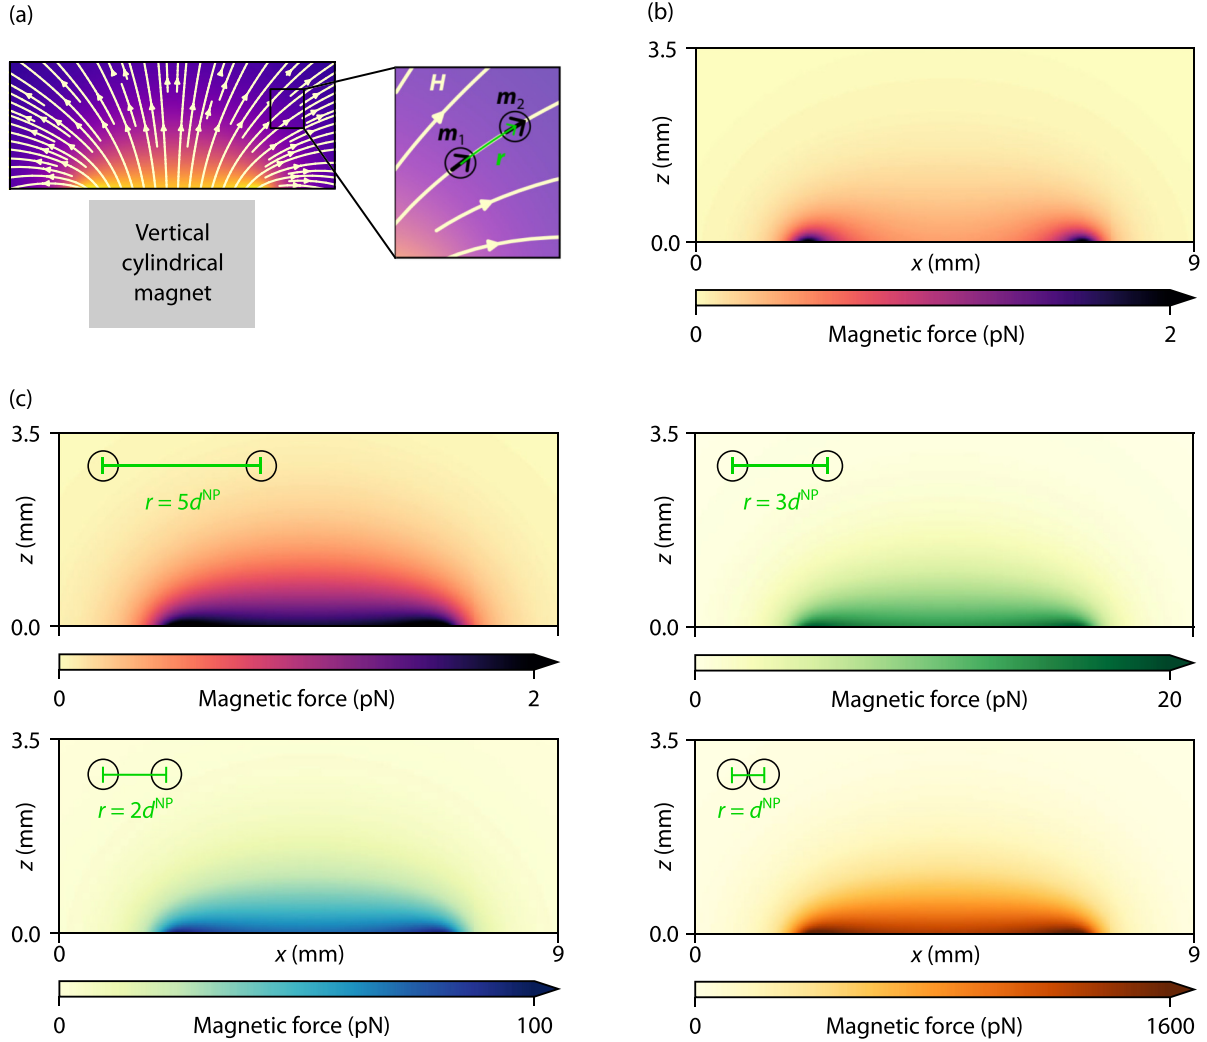 (a)
H
m₂
m₁
r
Vertical
cylindrical
magnet
(b)
3.5
z (mm)
0.0
0
x (mm)
9
0
Magnetic force (pN)
2
(c)
3.5
r = 5dᴺᴾ
z (mm)
0.0
0
Magnetic force (pN)
2
3.5
r = 3dᴺᴾ
z (mm)
0.0
0
Magnetic force (pN)
20
3.5
r = 2dᴺᴾ
z (mm)
0.0
0
x (mm)
9
0
Magnetic force (pN)
100
3.5
r = dᴺᴾ
z (mm)
0.0
0
x (mm)
9
0
Magnetic force (pN)
1600